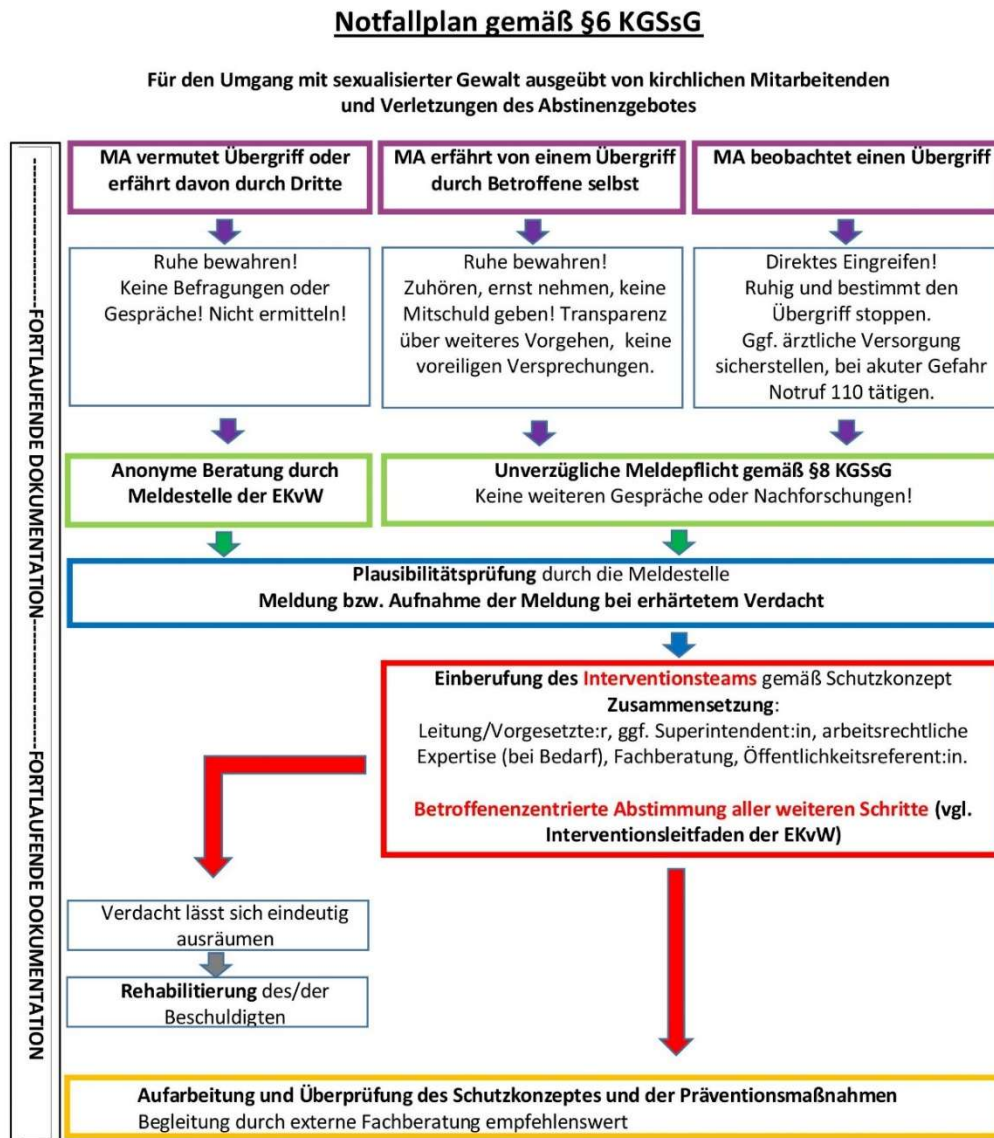 Notfallplan gemäß §6 KGSsG
Für den Umgang mit sexualisierter Gewalt ausgeübt von kirchlichen Mitarbeitenden
und Verletzungen des Abstinenzgebotes
---------------------FORTLAUFENDE DOKUMENTATION---------------------FORTLAUFENDE DOKUMENTATION
MA vermutet Übergriff oder
erfährt davon durch Dritte
MA erfährt von einem Übergriff
durch Betroffene selbst
MA beobachtet einen Übergriff
Ruhe bewahren!
Keine Befragungen oder
Gespräche! Nicht ermitteln!
Ruhe bewahren!
Zuhören, ernst nehmen, keine
Mitschuld geben! Transparenz
über weiteres Vorgehen, keine
voreiligen Versprechungen.
Direktes Eingreifen!
Ruhig und bestimmt den
Übergriff stoppen.
Ggf. ärztliche Versorgung
sicherstellen, bei akuter Gefahr
Notruf 110 tätigen.
Anonyme Beratung durch
Meldestelle der EKvW
Unverzügliche Meldepflicht gemäß §8 KGSsG
Keine weiteren Gespräche oder Nachforschungen!
Plausibilitätsprüfung durch die Meldestelle
Meldung bzw. Aufnahme der Meldung bei erhärtetem Verdacht
Einberufung des Interventionsteams gemäß Schutzkonzept
Zusammensetzung:
Leitung/Vorgesetzte:r, ggf. Superintendent:in, arbeitsrechtliche
Expertise (bei Bedarf), Fachberatung, Öffentlichkeitsreferent:in.
Betroffenenzentrierte Abstimmung aller weiteren Schritte (vgl.
Interventionsleitfaden der EKvW)
Verdacht lässt sich eindeutig
ausräumen
Rehabilitierung des/der
Beschuldigten
Aufarbeitung und Überprüfung des Schutzkonzeptes und der Präventionsmaßnahmen
Begleitung durch externe Fachberatung empfehlenswert